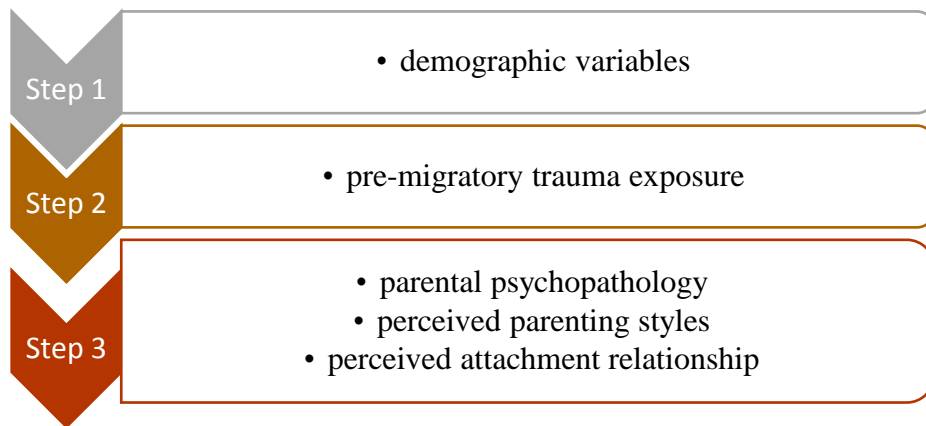 Step 1
• demographic variables
Step 2
• pre-migratory trauma exposure
Step 3
• parental psychopathology
• perceived parenting styles
• perceived attachment relationship